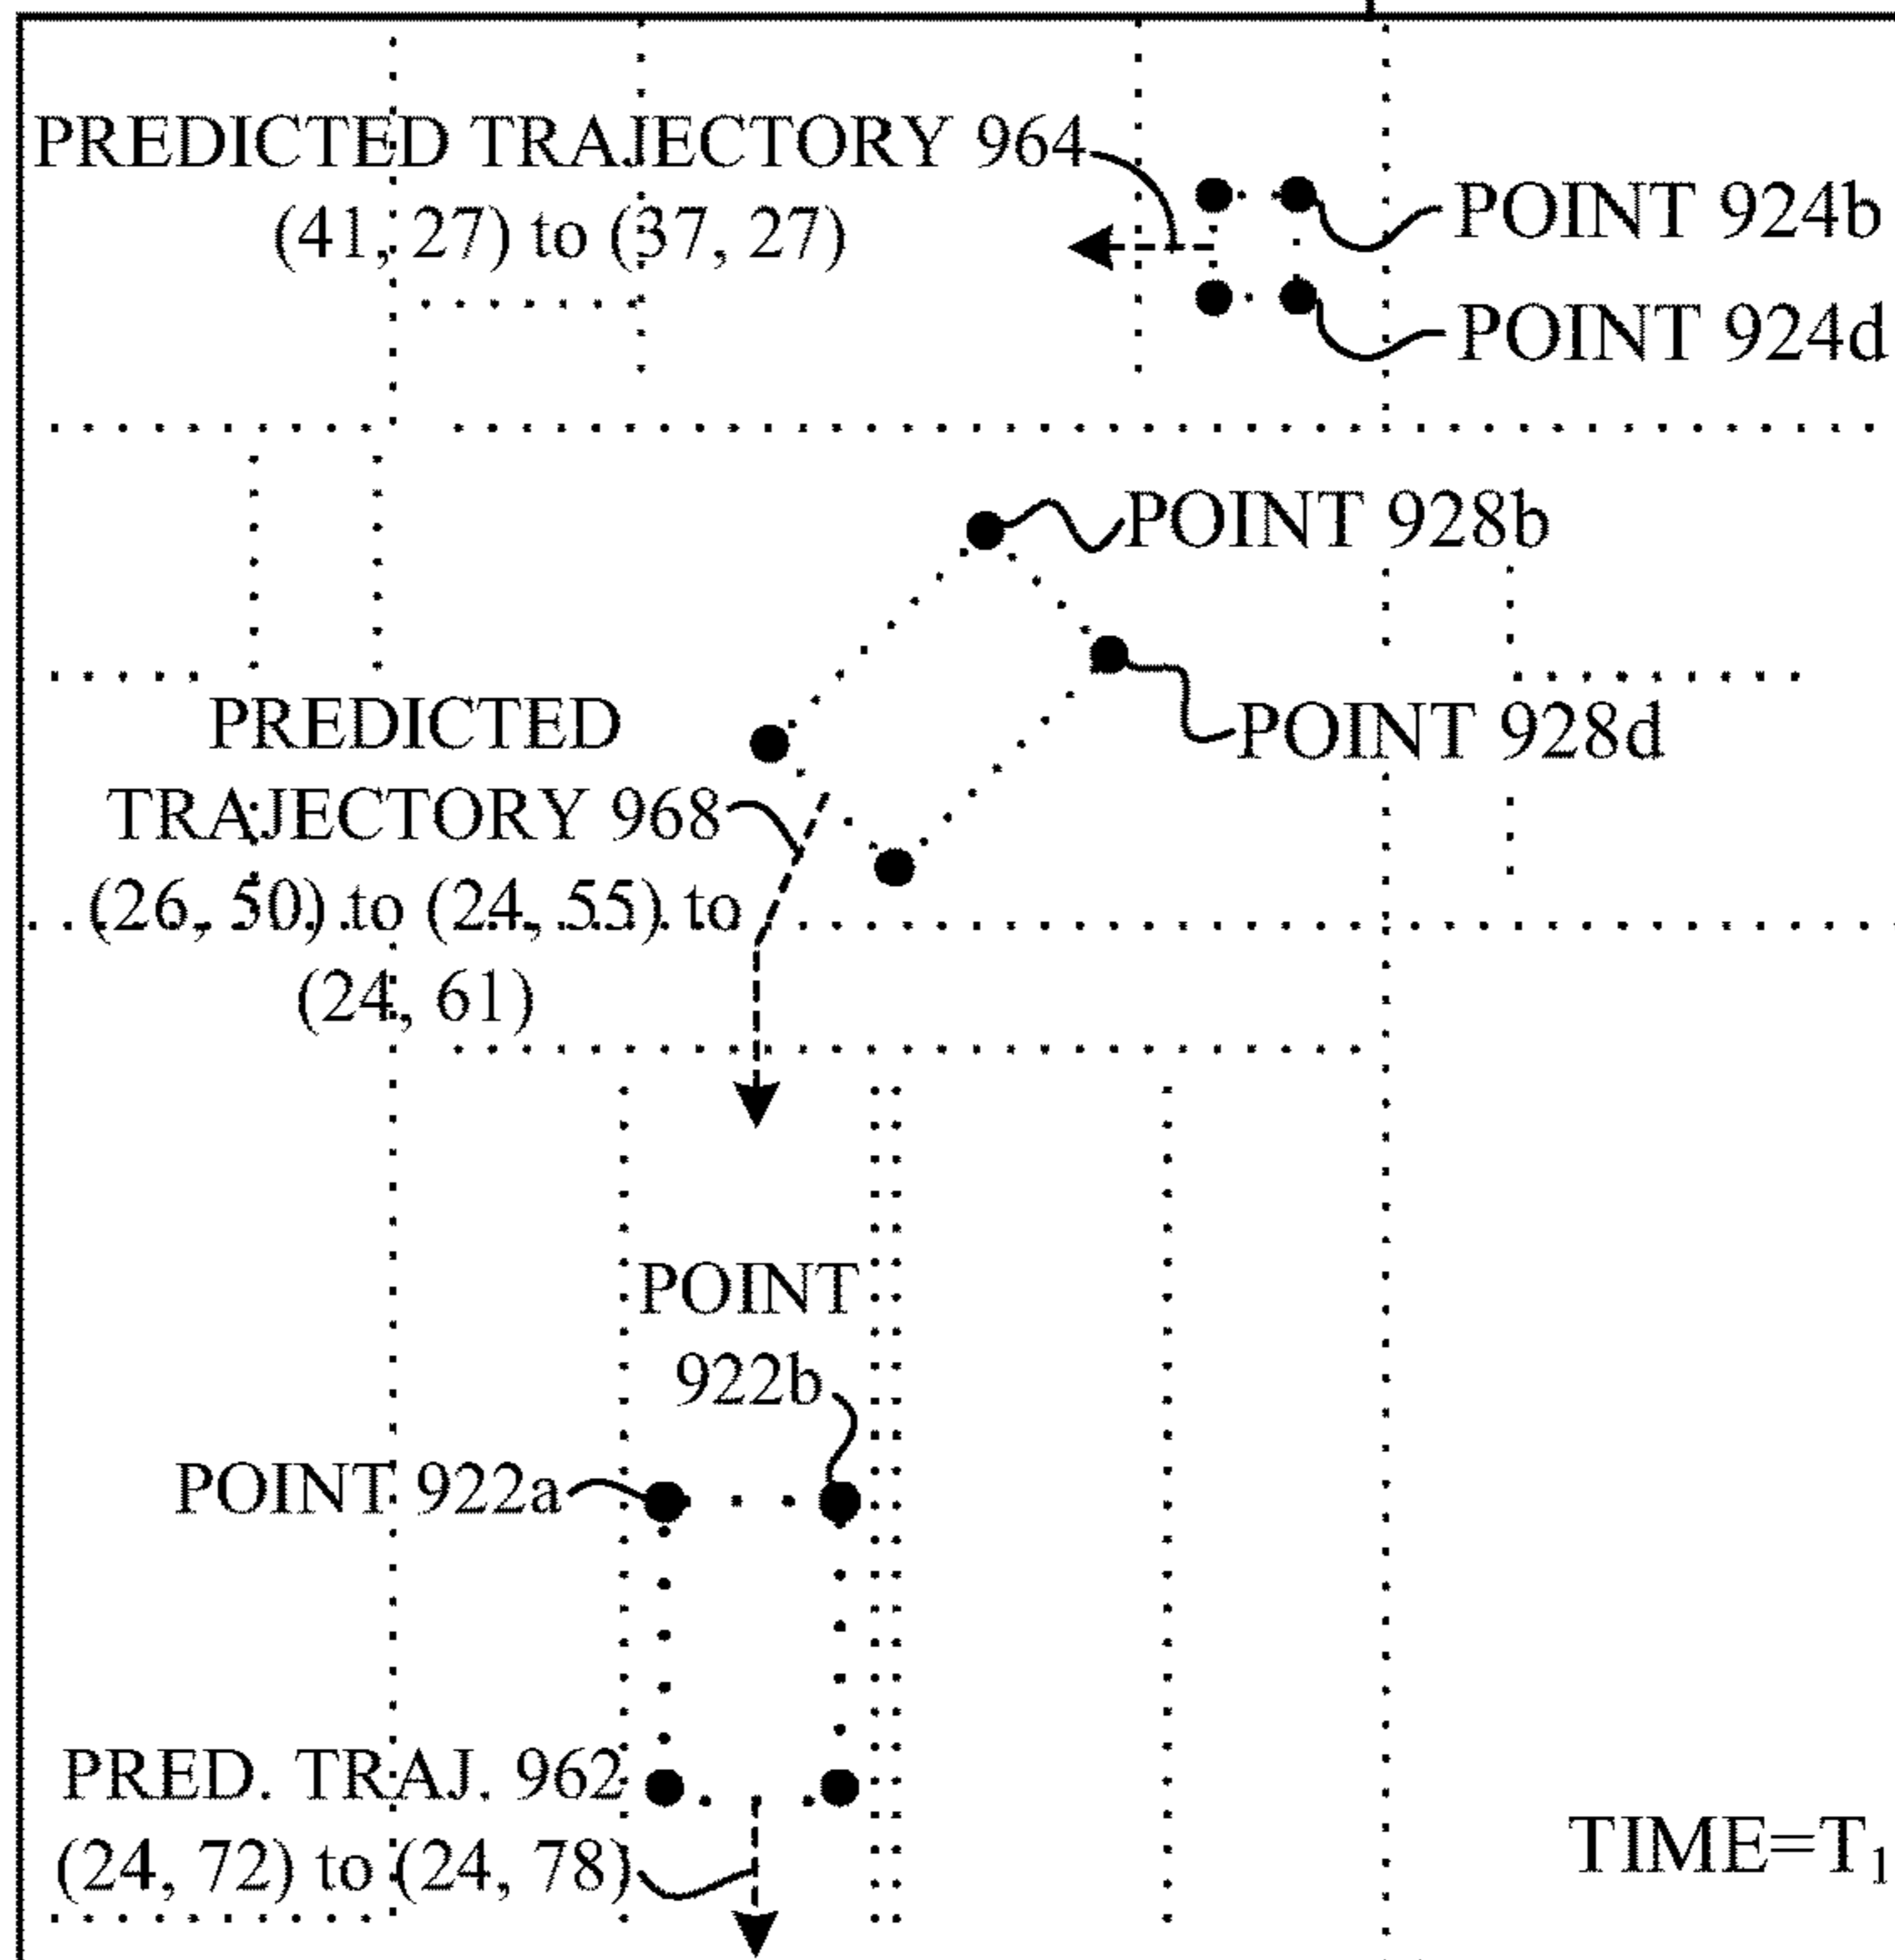 PREDICTED TRAJECTORY 964
(41, 27) to (37, 27)
POINT 924b
POINT 924d
POINT 928b
POINT 928d
PREDICTED
TRAJECTORY 968
(26, 50) to (24, 55) to
(24, 61)
POINT
922b
POINT 922a
PRED. TRAJ. 962
(24, 72) to (24, 78)
TIME=T1